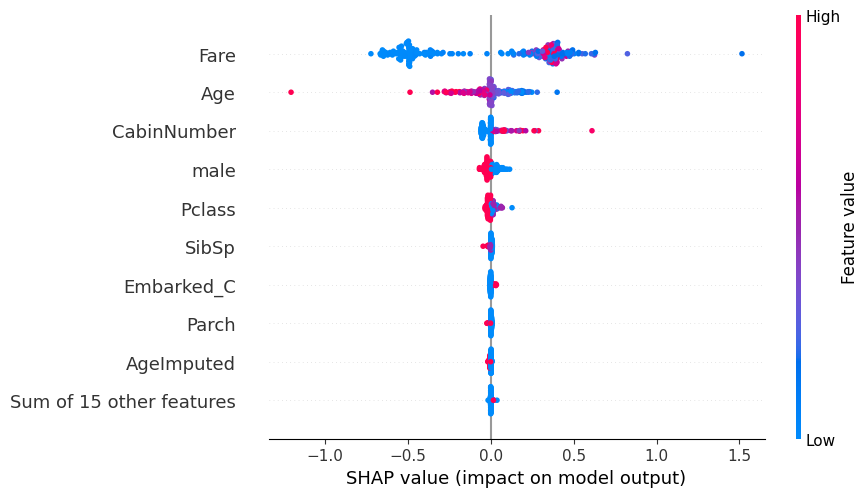 High
Fare
Age
CabinNumber
male
Pclass
SibSp
Embarked_C
Parch
AgeImputed
Sum of 15 other features
Feature value
Low
−1.0 −0.5 0.0 0.5 1.0 1.5
SHAP value (impact on model output)